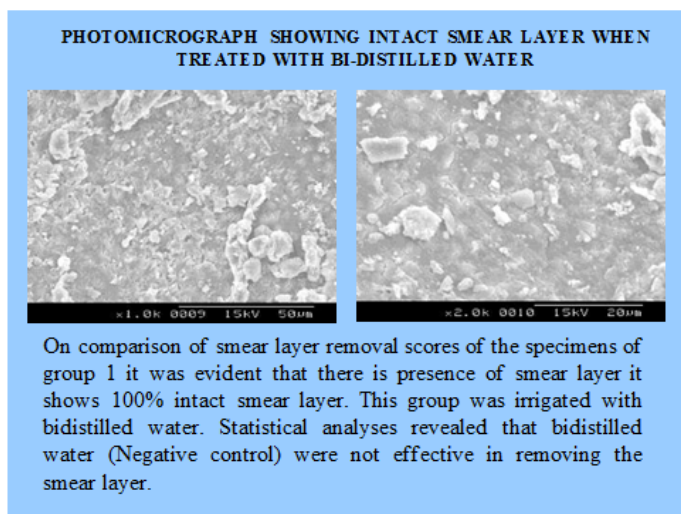 PHOTOMICROGRAPH SHOWING INTACT SMEAR LAYER WHEN
TREATED WITH BI-DISTILLED WATER
×1.0k 0009 15kV 50µm
×2.0k 0010 15kV 20µm
On comparison of smear layer removal scores of the specimens of
group 1 it was evident that there is presence of smear layer it
shows 100% intact smear layer. This group was irrigated with
bidistilled water. Statistical analyses revealed that bidistilled
water (Negative control) were not effective in removing the
smear layer.